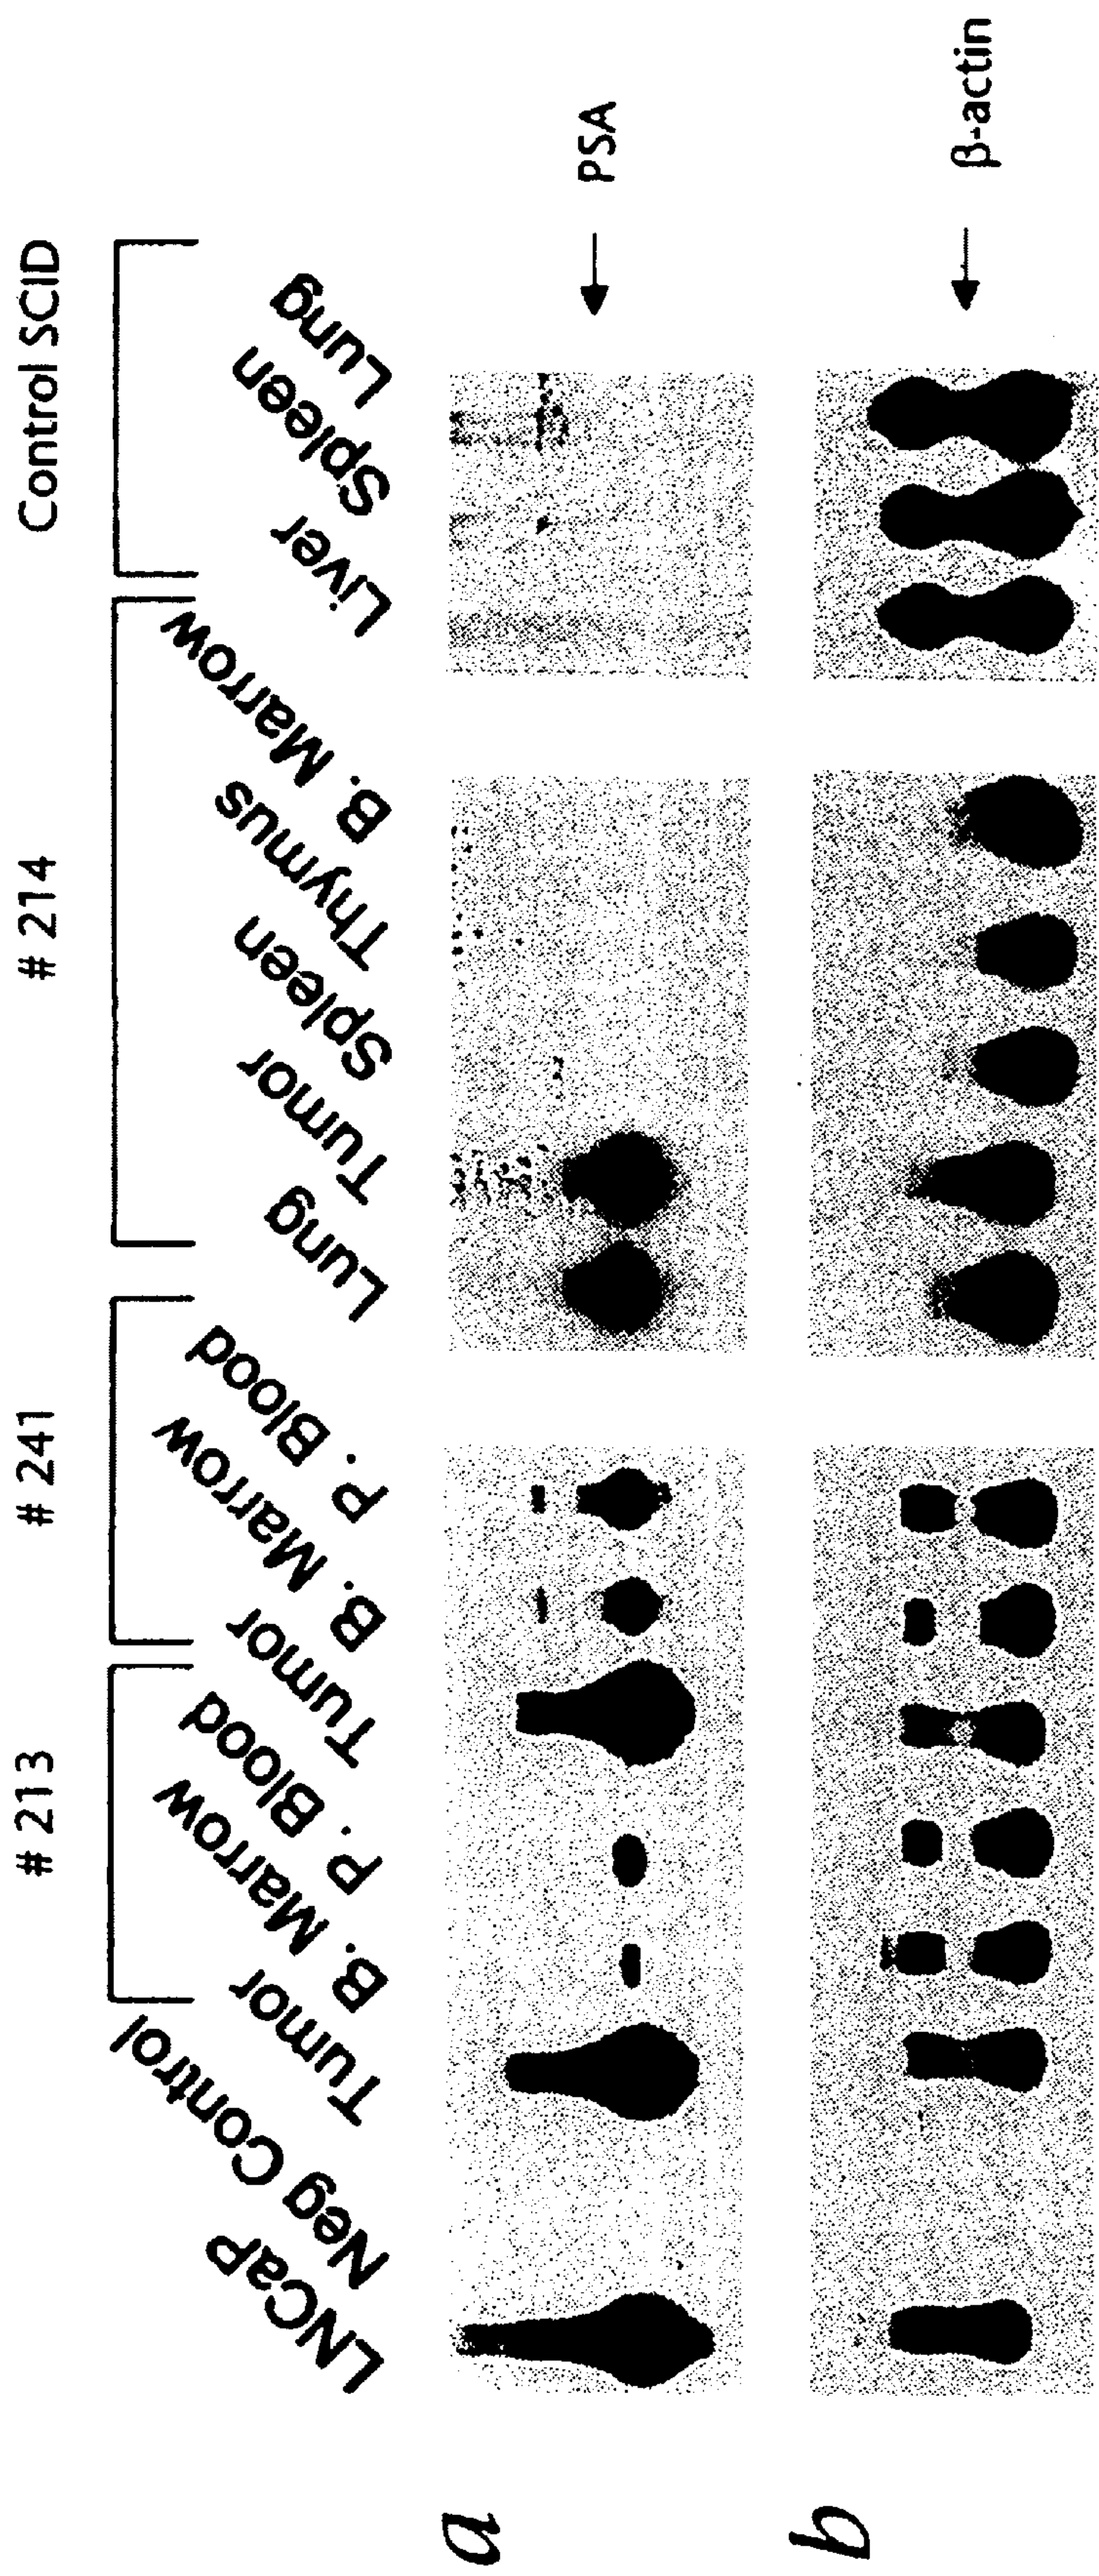 # 213
# 241
# 214
Control SCID
LNCaP
Neg Control
Tumor
B. Marrow
P. Blood
Tumor
B. Marrow
P. Blood
Lung
Tumor
Spleen
Thymus
B. Marrow
Liver
Spleen
Lung
a
PSA
b
β-actin